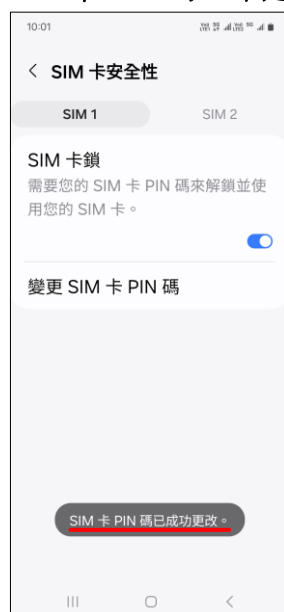 10:01
SIM 卡安全性
SIM 1
SIM 2
SIM 卡鎖
需要您的 SIM 卡 PIN 碼來解鎖並使
用您的 SIM 卡。
變更 SIM 卡 PIN 碼
SIM 卡 PIN 碼已成功更改。